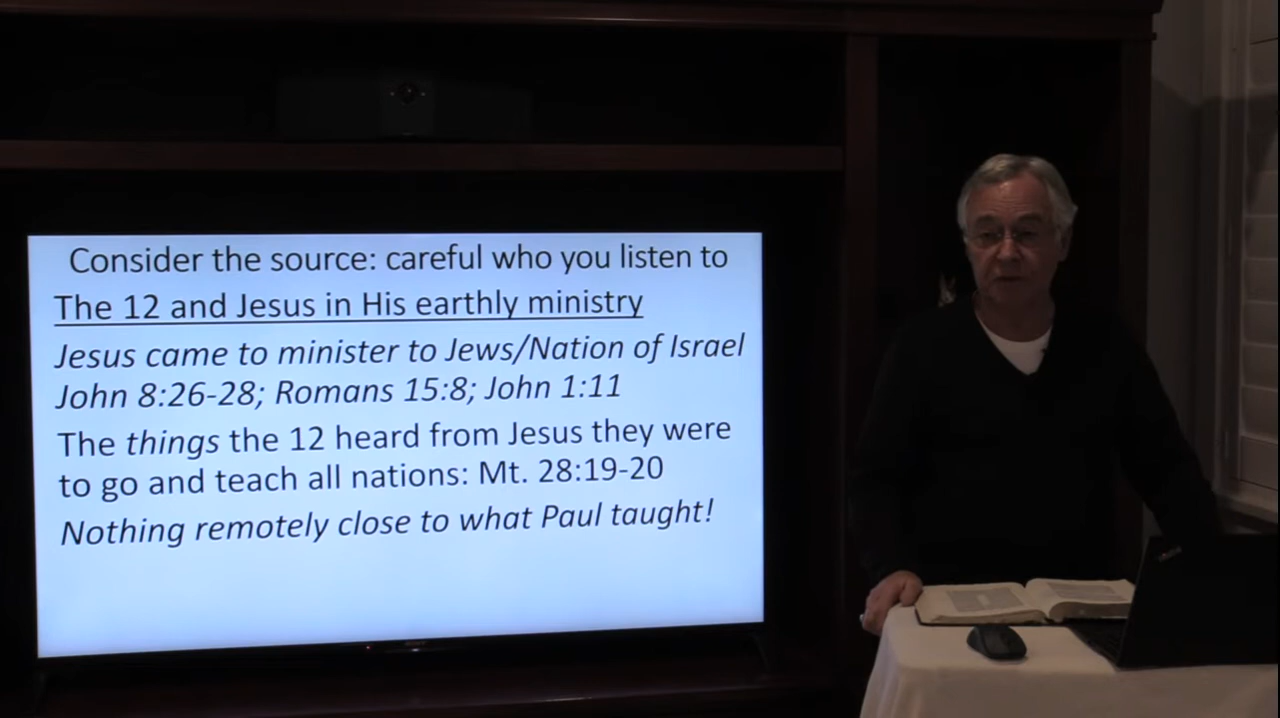 Consider the source: careful who you listen to
The 12 and Jesus in His earthly ministry
Jesus came to minister to Jews/Nation of Israel
John 8:26-28; Romans 15:8; John 1:11
The things the 12 heard from Jesus they were
to go and teach all nations: Mt. 28:19-20
Nothing remotely close to what Paul taught!